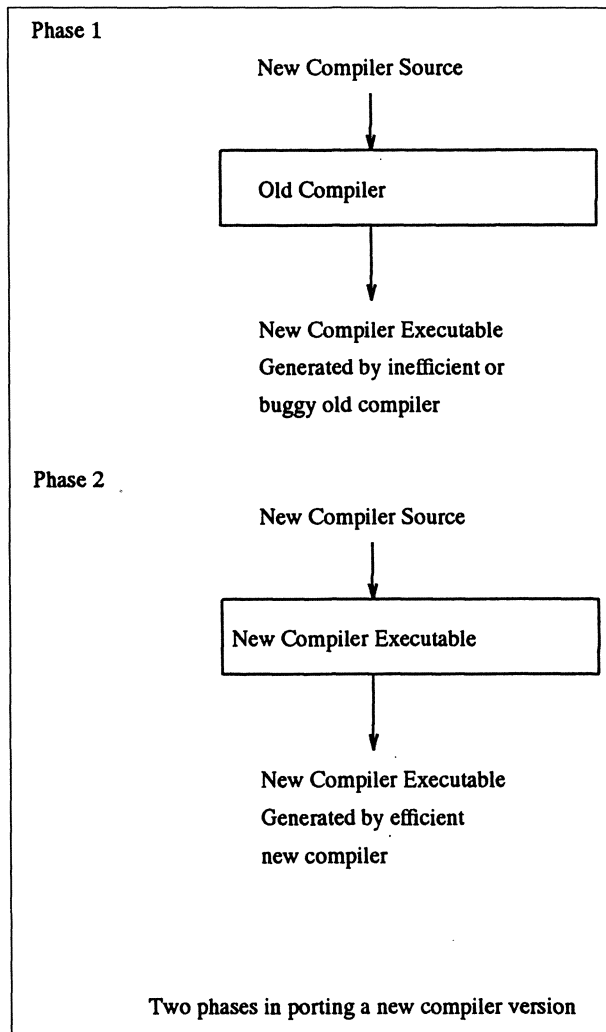 Phase 1
New Compiler Source
Old Compiler
New Compiler Executable
Generated by inefficient or
buggy old compiler
Phase 2
New Compiler Source
New Compiler Executable
New Compiler Executable
Generated by efficient
new compiler
Two phases in porting a new compiler version